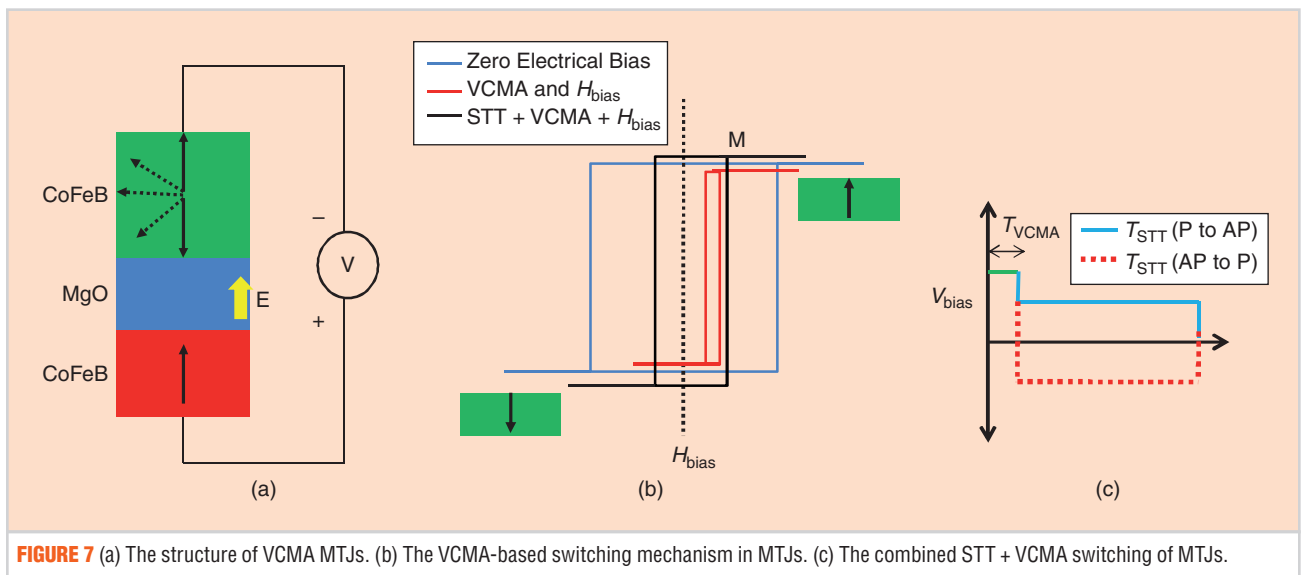 CoFeB
MgO
CoFeB
E
–
V
+
(a)
Zero Electrical Bias
VCMA and Hbias
STT + VCMA + Hbias
M
Hbias
(b)
TVCMA
TSTT (P to AP)
TSTT (AP to P)
Vbias
(c)
FIGURE 7 (a) The structure of VCMA MTJs. (b) The VCMA-based switching mechanism in MTJs. (c) The combined STT + VCMA switching of MTJs.